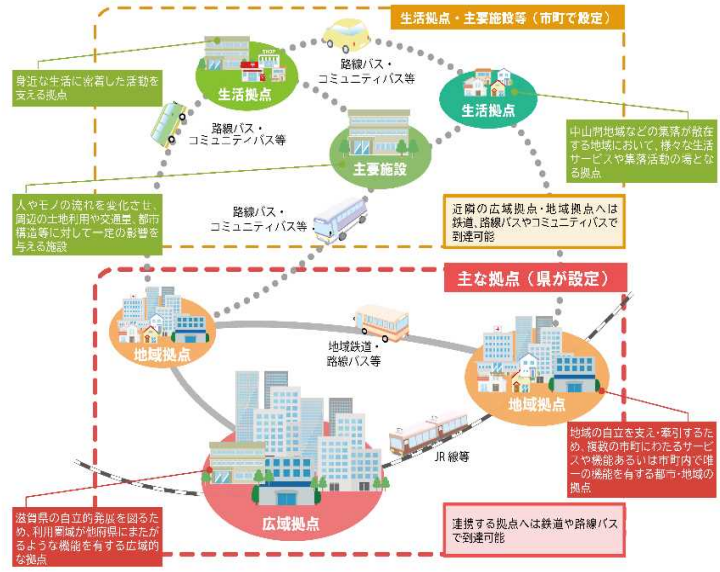 生活拠点・主要施設等（市町で設定）
身近な生活に密着した活動を
支える拠点
生活拠点
路線バス・
コミュニティバス等
生活拠点
路線バス・
コミュニティバス等
主要施設
中山間地域などの集落が散在
する地域において、様々な生活
サービスや集落活動の場とな
る拠点
人やモノの流れを変化させ、
周辺の土地利用や交通量、都市
構造等に対して一定の影響を
与える施設
路線バス・
コミュニティバス等
近隣の広域拠点・地域拠点へは
鉄道、路線バスやコミュニティバスで
到達可能
主な拠点（県が設定）
地域拠点
地域鉄道・
路線バス等
地域拠点
JR線等
広域拠点
地域の自立を支え・牽引するた
め、複数の市町にわたるサービ
スや機能あるいは市町内で唯
一の機能を有する都市・地域の
拠点
滋賀県の自立的発展を図るた
め、利用圏域が他府県にまたが
るような機能を有する広域的
な拠点
連携する拠点へは鉄道や路線バス
で到達可能